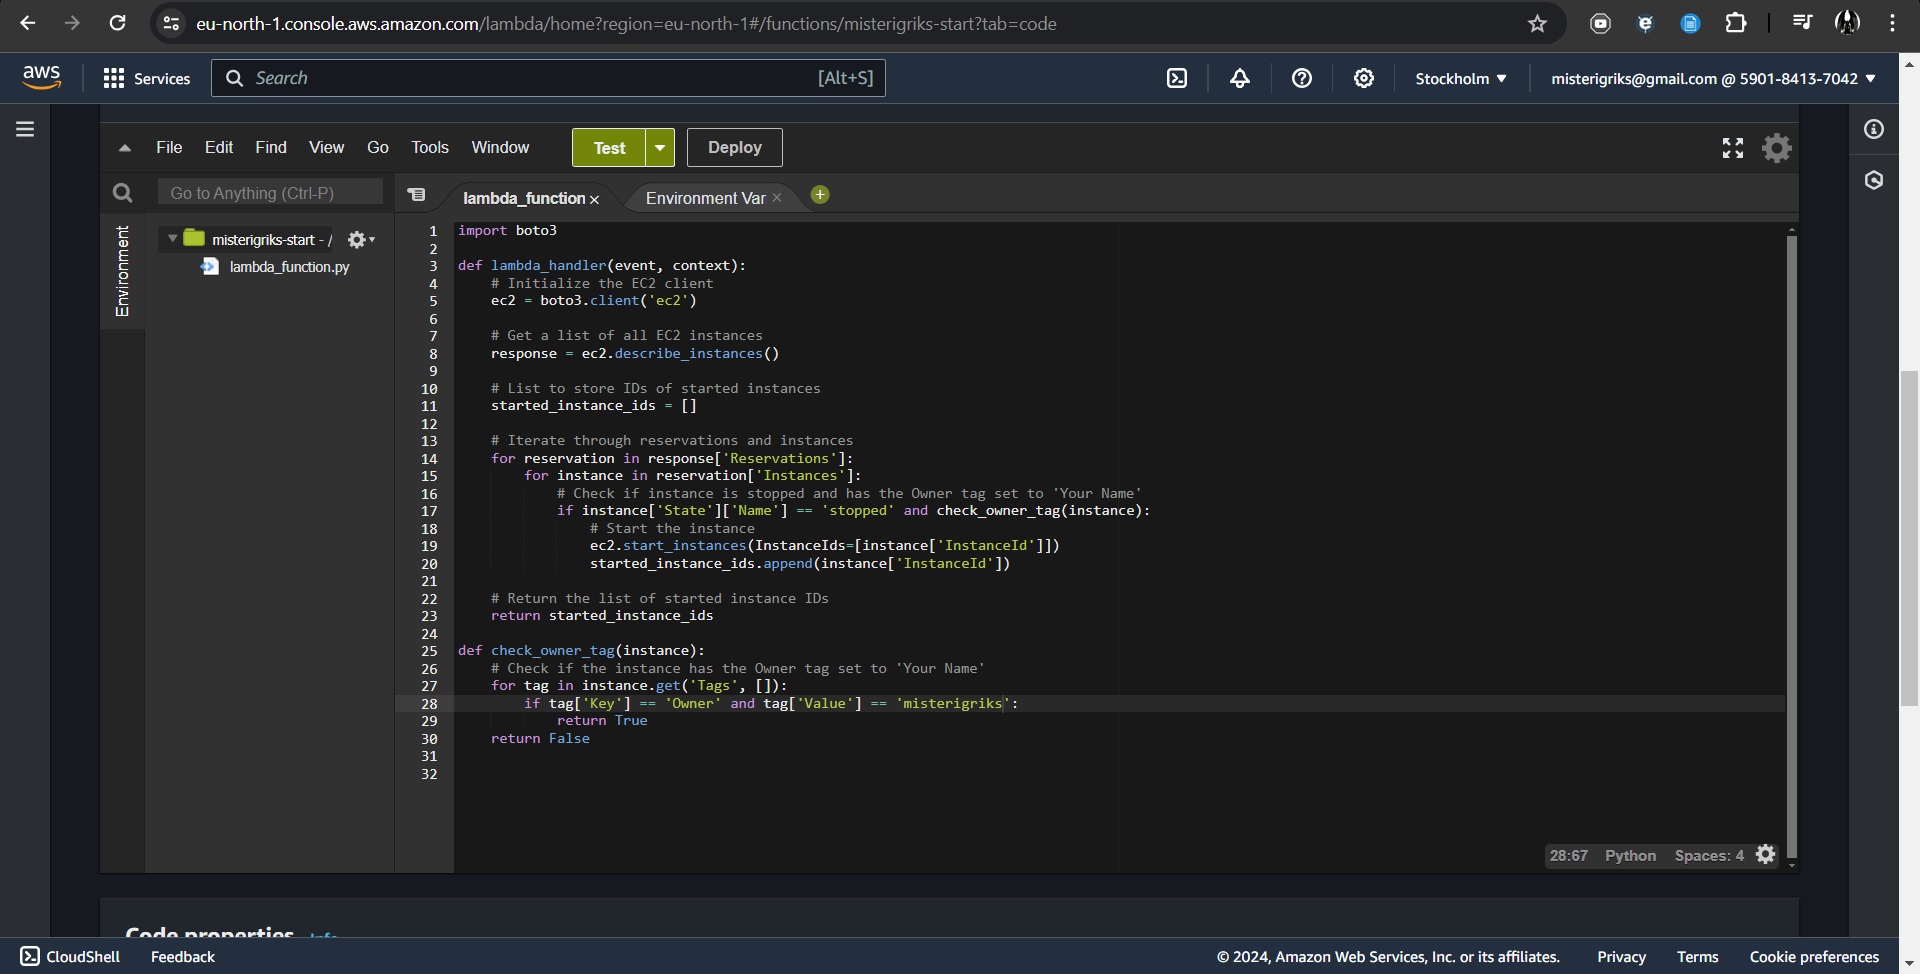 eu-north-1.console.aws.amazon.com/lambda/home?region=eu-north-1#/functions/misterigriks-start?tab=code
aws
Services
Search
[Alt+S]
Stockholm
misterigriks@gmail.com @ 5901-8413-7042
File Edit Find View Go Tools Window
Test
Deploy
Go to Anything (Ctrl-P)
lambda_function
Environment Var
Environment
misterigriks-start - /
lambda_function.py
1 import boto3
2
3 def lambda_handler(event, context):
4     # Initialize the EC2 client
5     ec2 = boto3.client('ec2')
6
7     # Get a list of all EC2 instances
8     response = ec2.describe_instances()
9
10     # List to store IDs of started instances
11     started_instance_ids = []
12
13     # Iterate through reservations and instances
14     for reservation in response['Reservations']:
15         for instance in reservation['Instances']:
16             # Check if instance is stopped and has the Owner tag set to 'Your Name'
17             if instance['State']['Name'] == 'stopped' and check_owner_tag(instance):
18                 # Start the instance
19                 ec2.start_instances(InstanceIds=[instance['InstanceId']])
20                 started_instance_ids.append(instance['InstanceId'])
21
22     # Return the list of started instance IDs
23     return started_instance_ids
24
25 def check_owner_tag(instance):
26     # Check if the instance has the Owner tag set to 'Your Name'
27     for tag in instance.get('Tags', []):
28         if tag['Key'] == 'Owner' and tag['Value'] == 'misterigriks':
29             return True
30     return False
31
32
28:67 Python Spaces: 4
Code properties Info
CloudShell
Feedback
© 2024, Amazon Web Services, Inc. or its affiliates.
Privacy
Terms
Cookie preferences